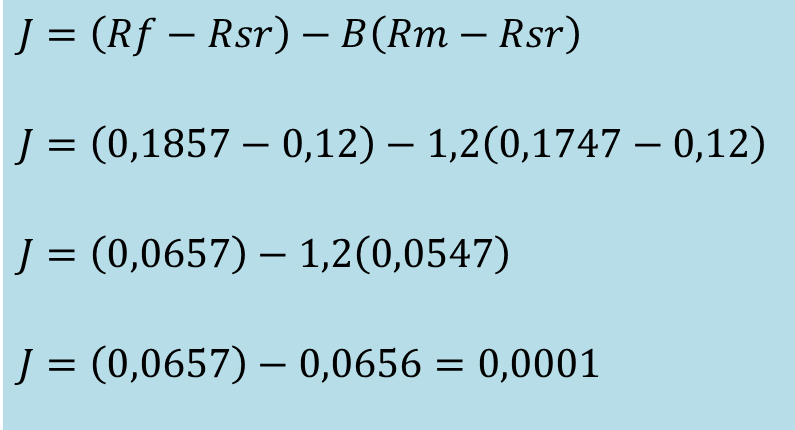 J = (Rf − Rsr) − B(Rm − Rsr)
J = (0,1857 − 0,12) − 1,2(0,1747 − 0,12)
J = (0,0657) − 1,2(0,0547)
J = (0,0657) − 0,0656 = 0,0001